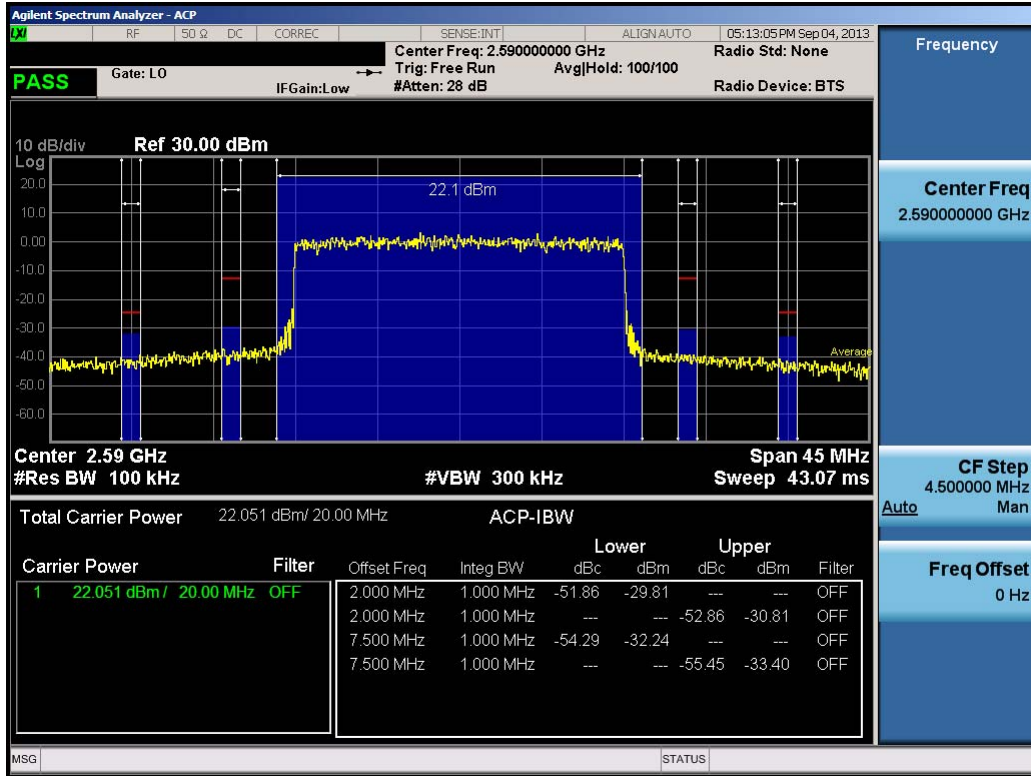 Agilent Spectrum Analyzer - ACP
LXI RF 50 Ω DC CORREC SENSE:INT ALIGN AUTO 05:13:05 PM Sep 04, 2013
Center Freq: 2.590000000 GHz Radio Std: None
PASS Gate: LO Trig: Free Run Avg|Hold: 100/100
IFGain:Low #Atten: 28 dB Radio Device: BTS
10 dB/div Ref 30.00 dBm
Log
20.0
10.0
0.00
-10.0
-20.0
-30.0
-40.0
-50.0
-60.0
22.1 dBm
Average
Center 2.59 GHz Span 45 MHz
#Res BW 100 kHz #VBW 300 kHz Sweep 43.07 ms
Total Carrier Power 22.051 dBm/ 20.00 MHz ACP-IBW
Lower Upper
Carrier Power Filter Offset Freq Integ BW dBc dBm dBc dBm Filter
1 22.051 dBm / 20.00 MHz OFF 2.000 MHz 1.000 MHz -51.86 -29.81 --- --- OFF
2.000 MHz 1.000 MHz --- --- -52.86 -30.81 OFF
7.500 MHz 1.000 MHz -54.29 -32.24 --- --- OFF
7.500 MHz 1.000 MHz --- --- -55.45 -33.40 OFF
MSG STATUS
Frequency
Center Freq
2.590000000 GHz
CF Step
4.500000 MHz
Auto Man
Freq Offset
0 Hz